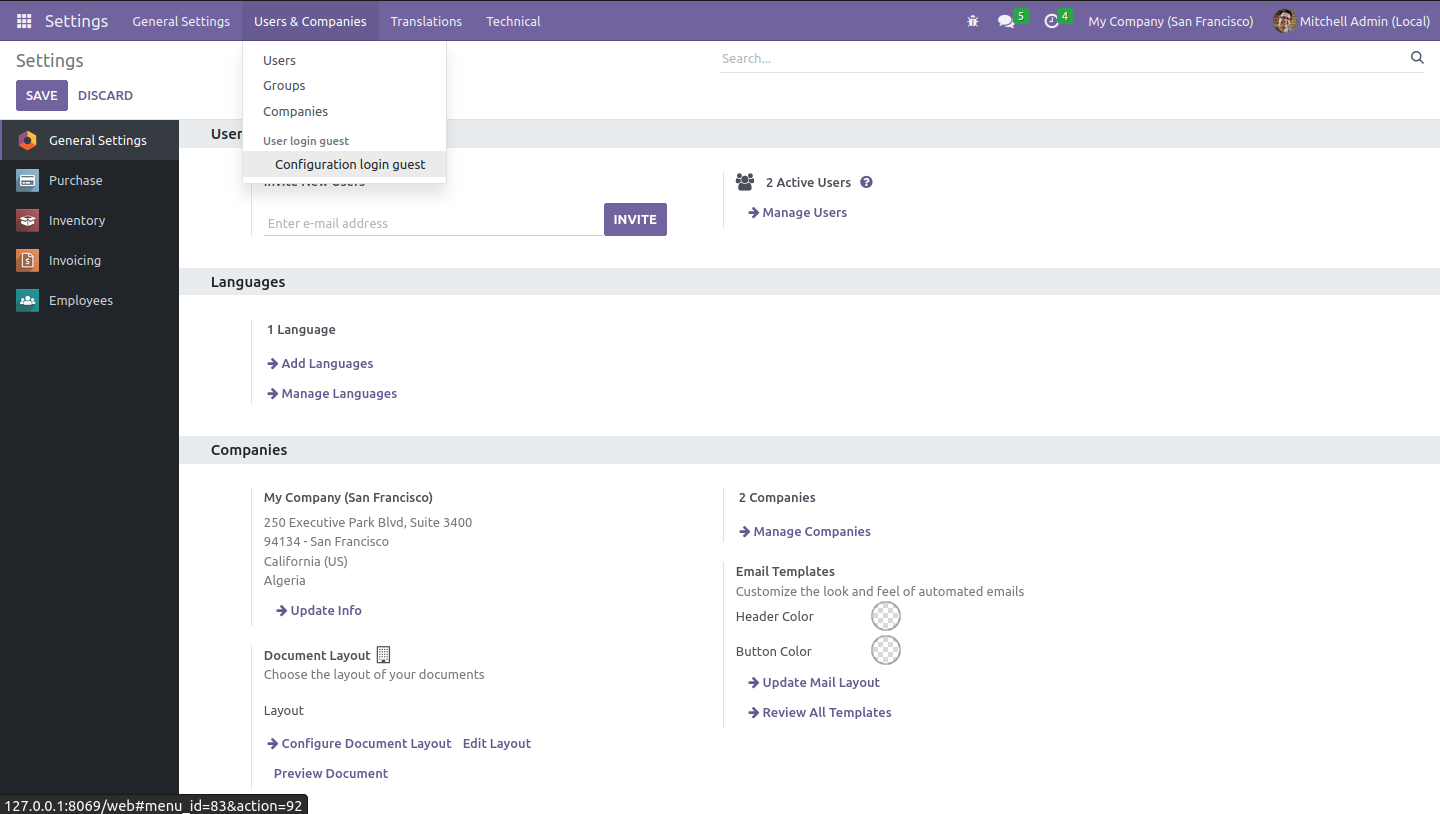 Settings General Settings Users & Companies Translations Technical 5 4 My Company (San Francisco) Mitchell Admin (Local)
Settings
Search...
SAVE DISCARD
Users
Groups
Companies
User login guest
Configuration login guest
General Settings
Purchase
Inventory
Invoicing
Employees
User
Invite New Users
Enter e-mail address INVITE
2 Active Users ?
Manage Users
Languages
1 Language
Add Languages
Manage Languages
Companies
My Company (San Francisco)
250 Executive Park Blvd, Suite 3400
94134 - San Francisco
California (US)
Algeria
Update Info
2 Companies
Manage Companies
Document Layout
Choose the layout of your documents
Layout
Configure Document Layout Edit Layout
Preview Document
Email Templates
Customize the look and feel of automated emails
Header Color
Button Color
Update Mail Layout
Review All Templates
127.0.0.1:8069/web#menu_id=83&action=92